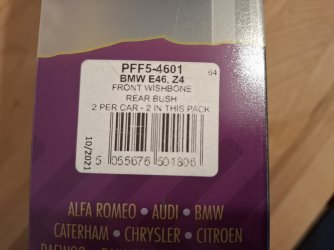 PFF5-4601
64
BMW E46, Z4
FRONT WISHBONE
REAR BUSH
2 PER CAR - 2 IN THIS PACK
10/2021
5 055676 501806
ALFA ROMEO • AUDI • BMW
CATERHAM • CHRYSLER • CITROEN